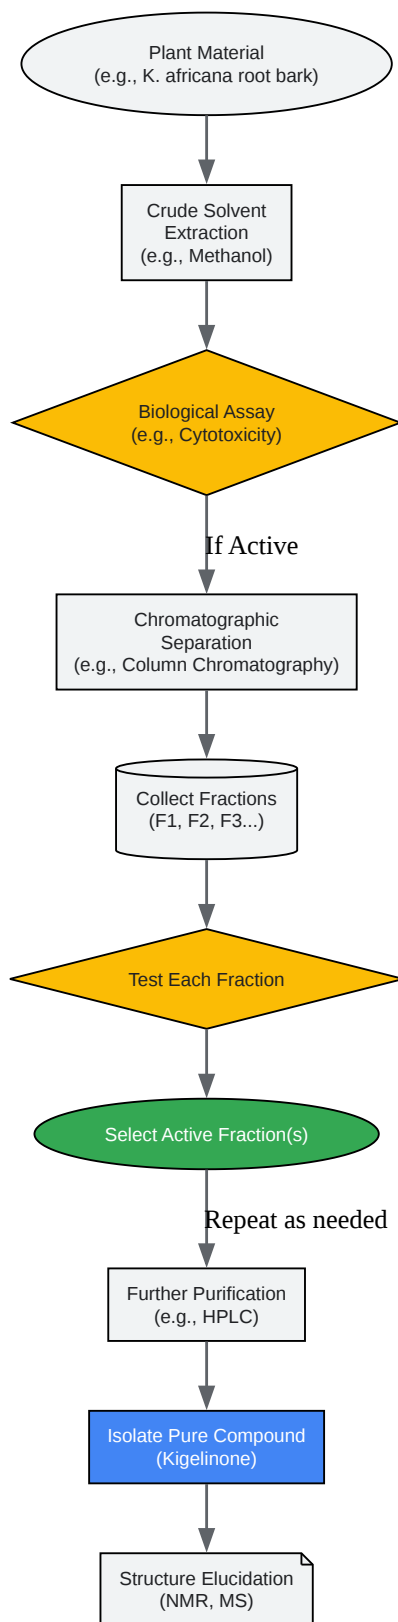 Plant Material
(e.g., K. africana root bark)
Crude Solvent
Extraction
(e.g., Methanol)
Biological Assay
(e.g., Cytotoxicity)
If Active
Chromatographic
Separation
(e.g., Column Chromatography)
Collect Fractions
(F1, F2, F3...)
Test Each Fraction
Select Active Fraction(s)
Repeat as needed
Further Purification
(e.g., HPLC)
Isolate Pure Compound
(Kigelinone)
Structure Elucidation
(NMR, MS)